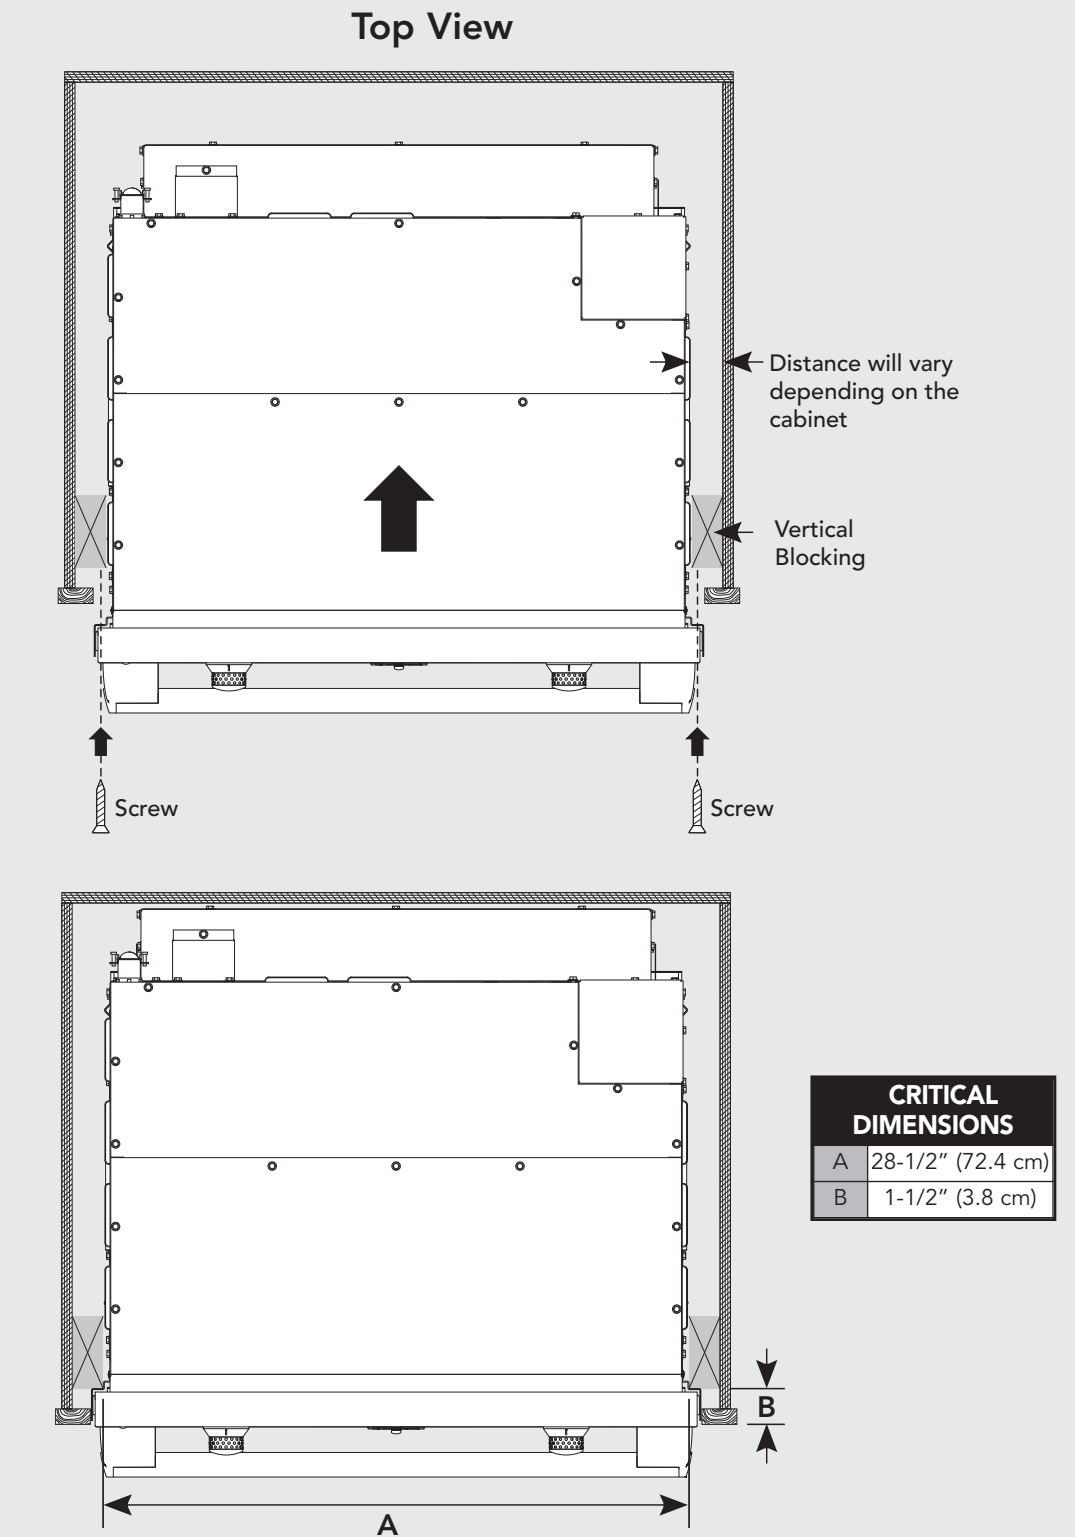 Top View
Distance will vary
depending on the
cabinet
Vertical
Blocking
Screw
Screw
CRITICAL
DIMENSIONS
A 28-1/2” (72.4 cm)
B 1-1/2” (3.8 cm)
B
A